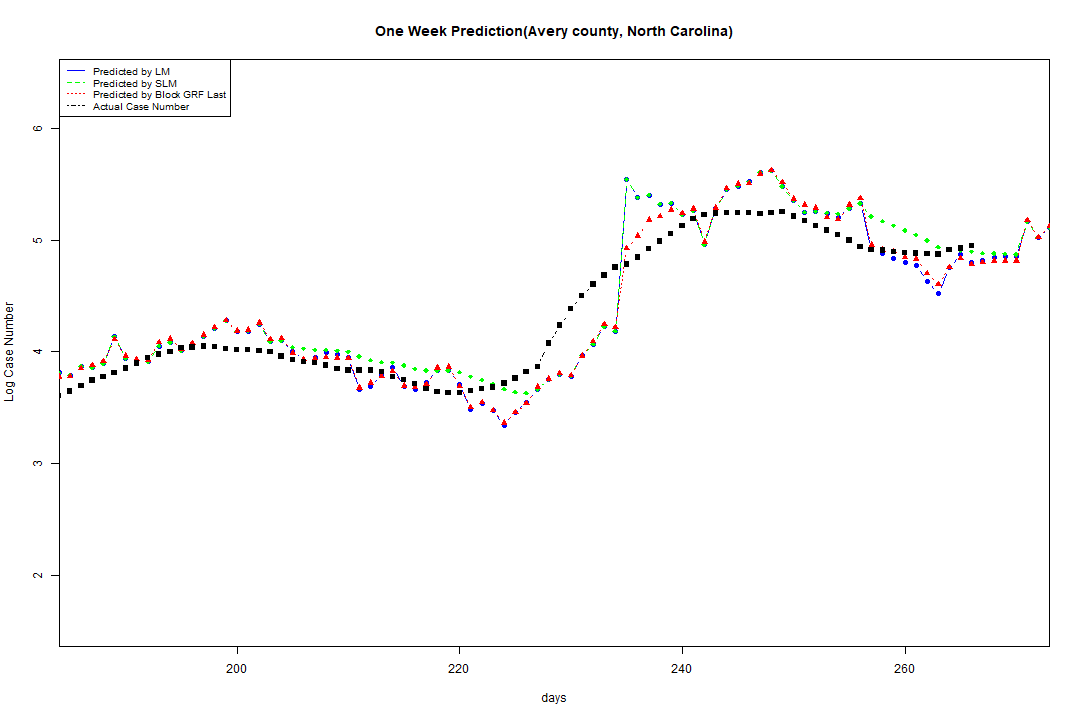 One Week Prediction(Avery county, North Carolina)
Predicted by LM
Predicted by SLM
Predicted by Block GRF Last
Actual Case Number
6
5
4
3
2
Log Case Number
200 220 240 260
days